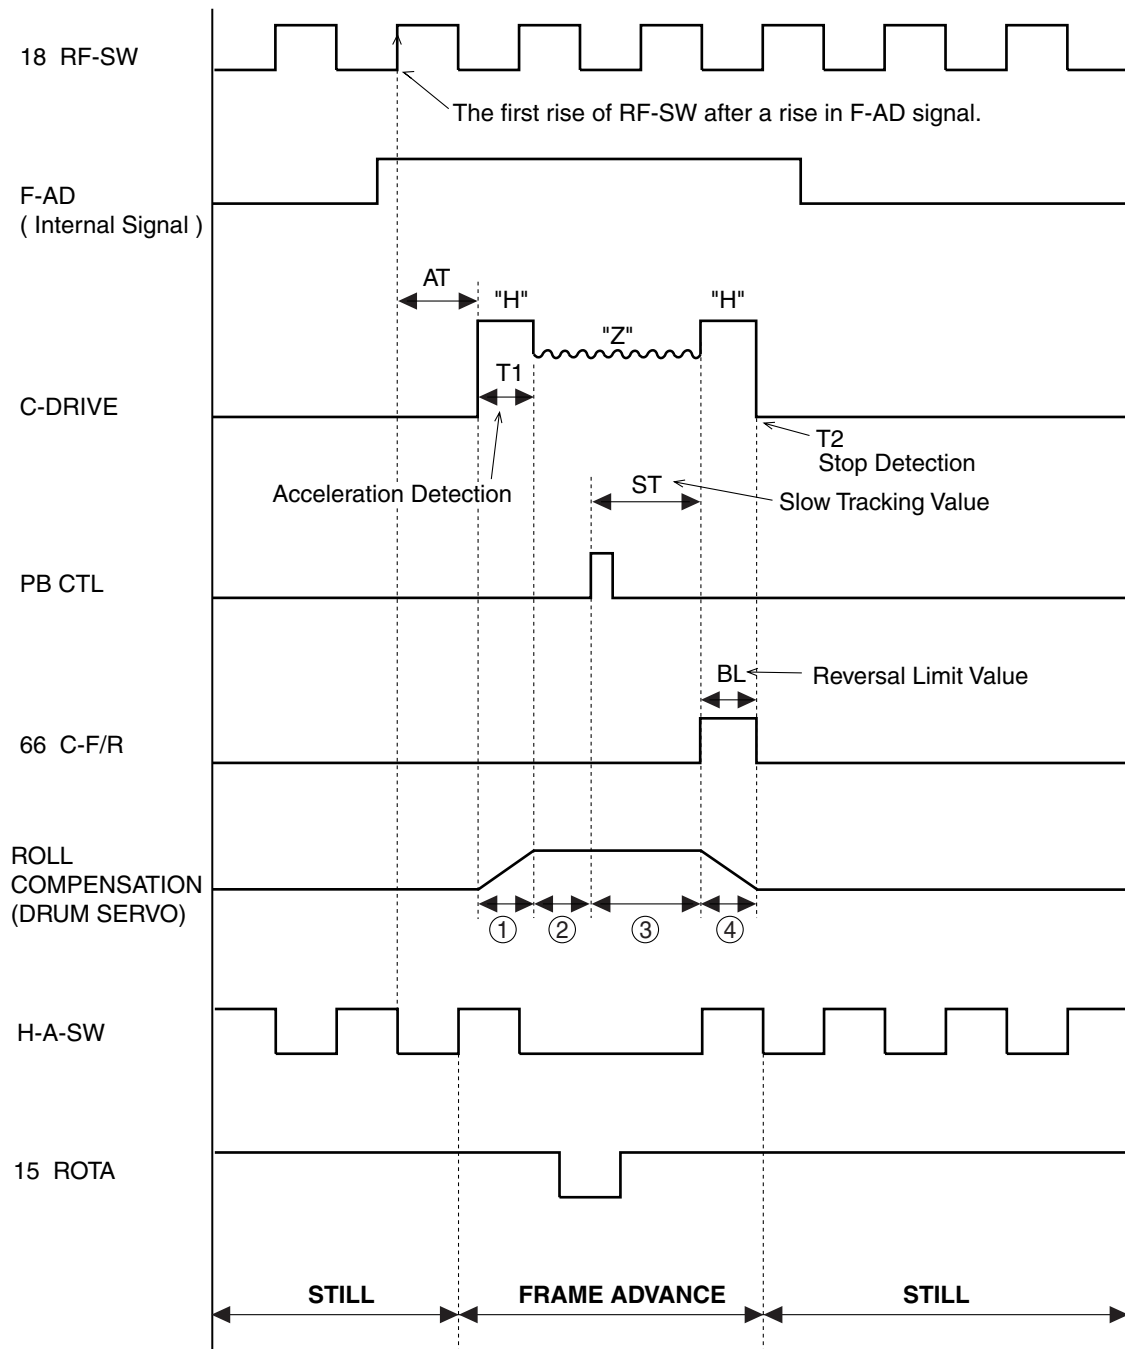 18 RF-SW
The first rise of RF-SW after a rise in F-AD signal.
F-AD
( Internal Signal )
AT
"H"
"Z"
"H"
T1
C-DRIVE
T2
Stop Detection
Acceleration Detection
ST
Slow Tracking Value
PB CTL
BL
Reversal Limit Value
66 C-F/R
ROLL
COMPENSATION
(DRUM SERVO)
① ② ③ ④
H-A-SW
15 ROTA
STILL
FRAME ADVANCE
STILL